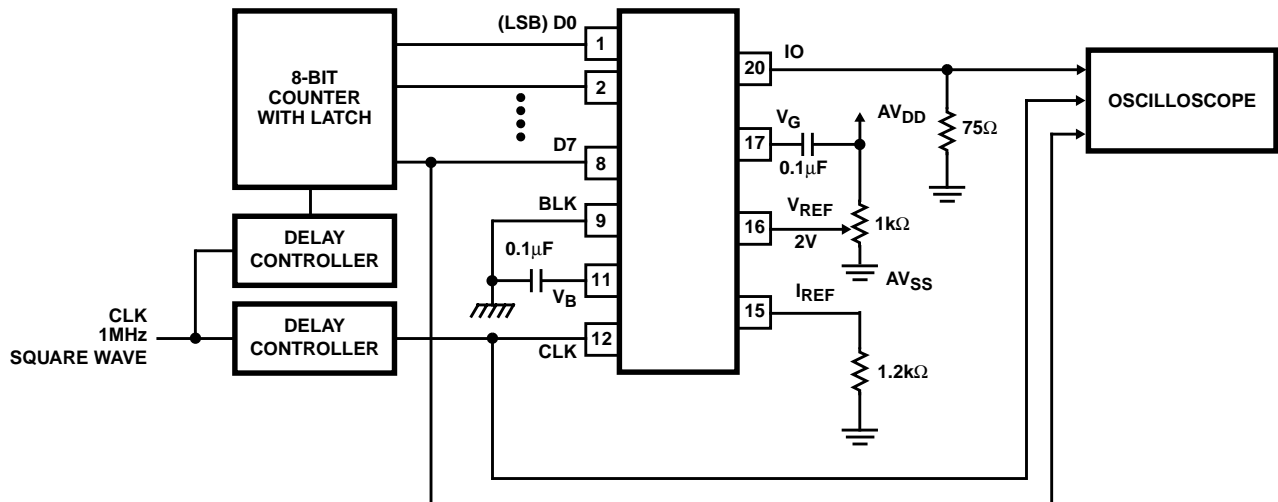 8-BIT
COUNTER
WITH LATCH
DELAY
CONTROLLER
DELAY
CONTROLLER
CLK
1MHz
SQUARE WAVE
(LSB) D0
D7
BLK
0.1μF
VB
CLK
1
2
8
9
11
12
20
17
16
15
IO
VG
0.1μF
AVDD
75Ω
VREF
2V
1kΩ
AVSS
IREF
1.2kΩ
OSCILLOSCOPE